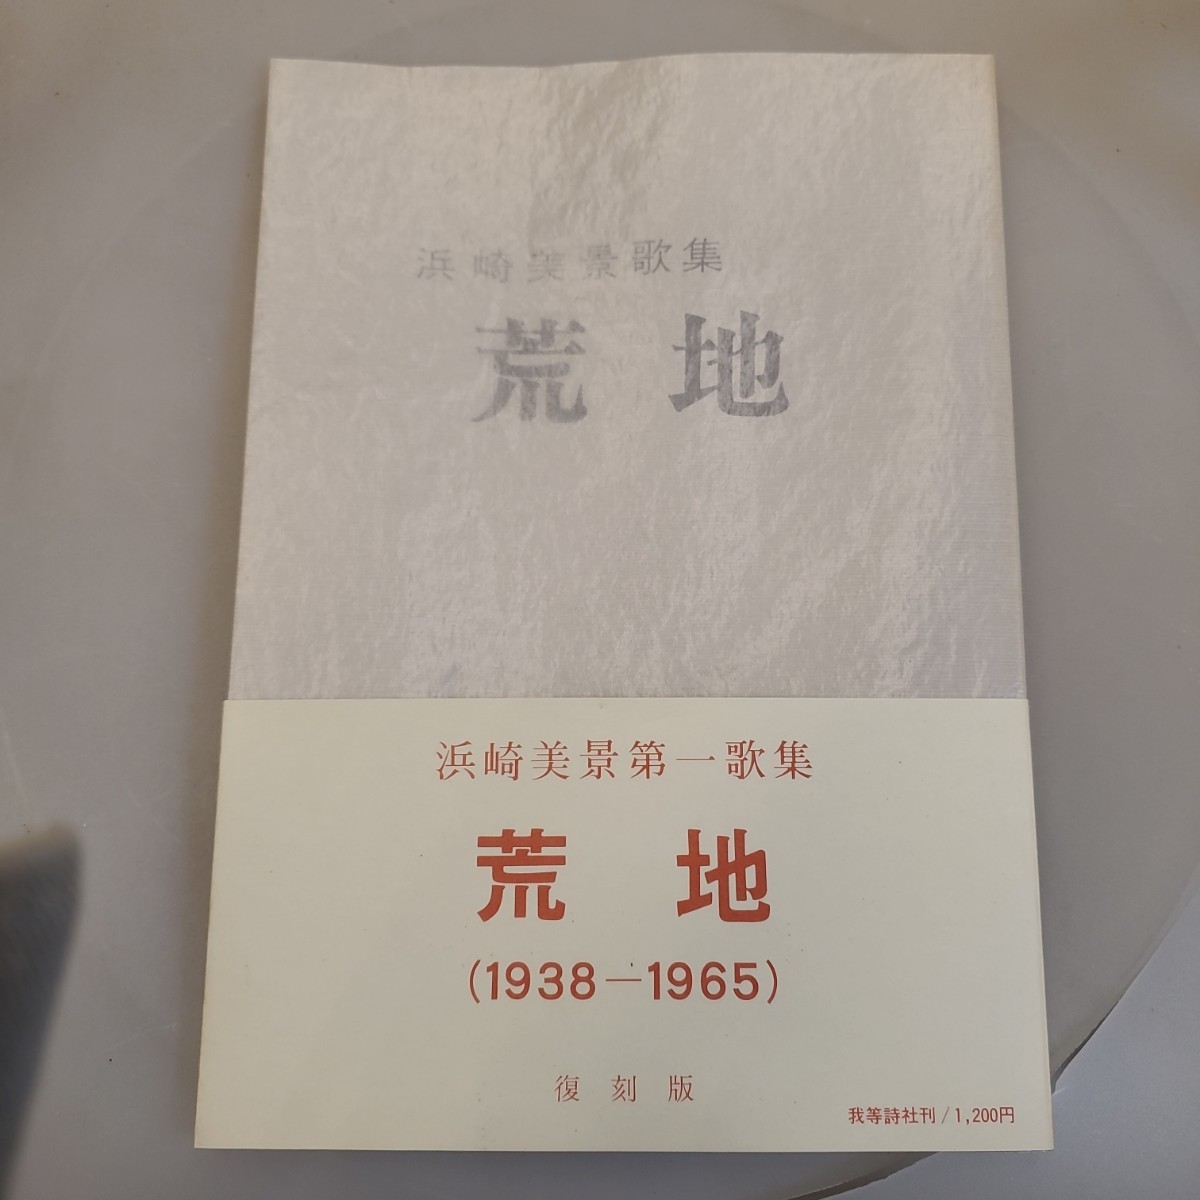 浜崎美景歌集
荒地
浜崎美景第一歌集
荒地
(1938—1965)
復刻版
我等詩社刊/1,200円